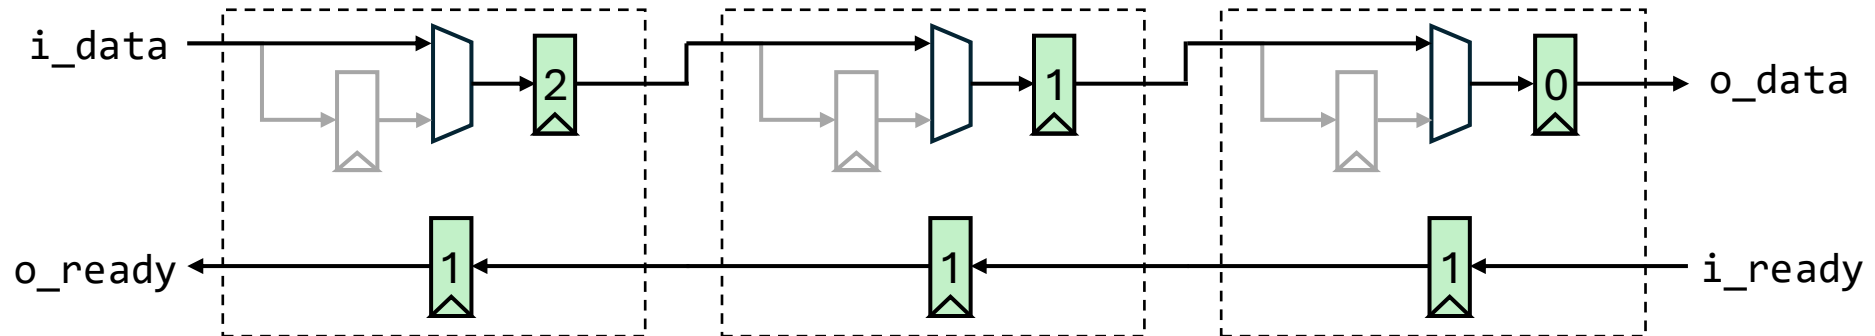 i_data 2 1 0 o_data
o_ready 1 1 1 i_ready